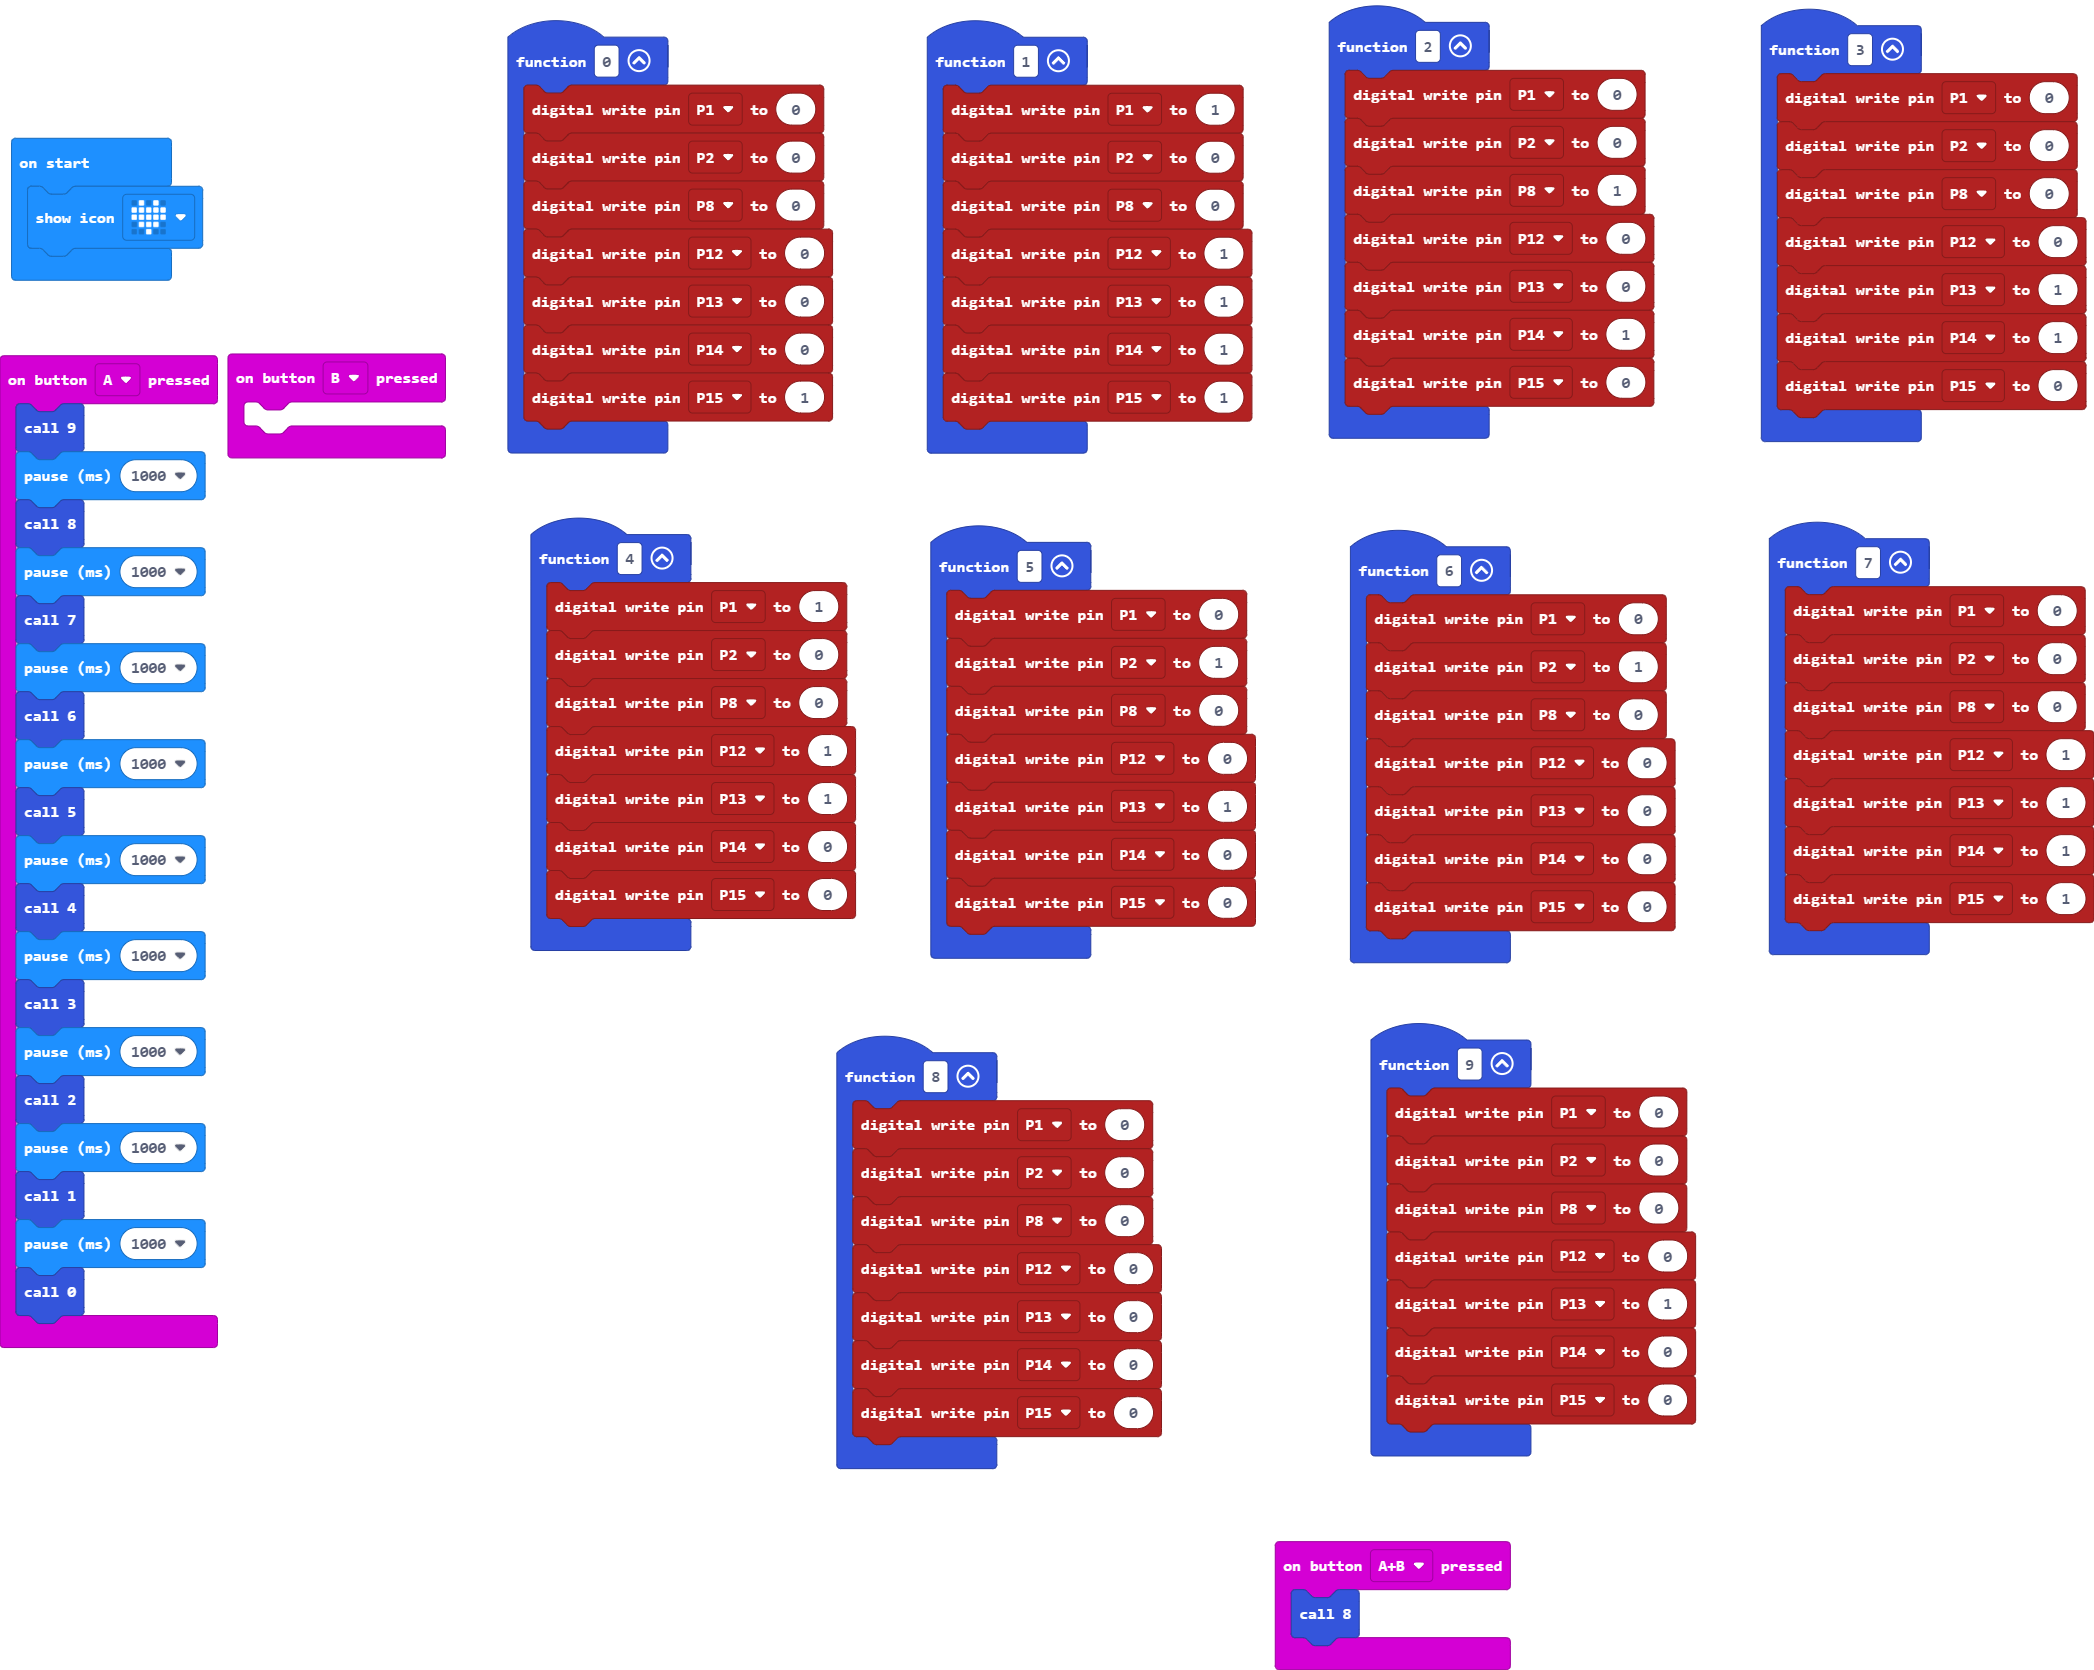 on start
show icon
on button A pressed
call 9
pause (ms) 1000
call 8
pause (ms) 1000
call 7
pause (ms) 1000
call 6
pause (ms) 1000
call 5
pause (ms) 1000
call 4
pause (ms) 1000
call 3
pause (ms) 1000
call 2
pause (ms) 1000
call 1
pause (ms) 1000
call 0
on button B pressed
function 0
digital write pin P1 to 0
digital write pin P2 to 0
digital write pin P8 to 0
digital write pin P12 to 0
digital write pin P13 to 0
digital write pin P14 to 0
digital write pin P15 to 1
function 1
digital write pin P1 to 1
digital write pin P2 to 0
digital write pin P8 to 0
digital write pin P12 to 1
digital write pin P13 to 1
digital write pin P14 to 1
digital write pin P15 to 1
function 2
digital write pin P1 to 0
digital write pin P2 to 0
digital write pin P8 to 1
digital write pin P12 to 0
digital write pin P13 to 0
digital write pin P14 to 1
digital write pin P15 to 0
function 3
digital write pin P1 to 0
digital write pin P2 to 0
digital write pin P8 to 0
digital write pin P12 to 0
digital write pin P13 to 1
digital write pin P14 to 1
digital write pin P15 to 0
function 4
digital write pin P1 to 1
digital write pin P2 to 0
digital write pin P8 to 0
digital write pin P12 to 1
digital write pin P13 to 1
digital write pin P14 to 0
digital write pin P15 to 0
function 5
digital write pin P1 to 0
digital write pin P2 to 1
digital write pin P8 to 0
digital write pin P12 to 0
digital write pin P13 to 1
digital write pin P14 to 0
digital write pin P15 to 0
function 6
digital write pin P1 to 0
digital write pin P2 to 1
digital write pin P8 to 0
digital write pin P12 to 0
digital write pin P13 to 0
digital write pin P14 to 0
digital write pin P15 to 0
function 7
digital write pin P1 to 0
digital write pin P2 to 0
digital write pin P8 to 0
digital write pin P12 to 1
digital write pin P13 to 1
digital write pin P14 to 1
digital write pin P15 to 1
function 8
digital write pin P1 to 0
digital write pin P2 to 0
digital write pin P8 to 0
digital write pin P12 to 0
digital write pin P13 to 0
digital write pin P14 to 0
digital write pin P15 to 0
function 9
digital write pin P1 to 0
digital write pin P2 to 0
digital write pin P8 to 0
digital write pin P12 to 0
digital write pin P13 to 1
digital write pin P14 to 0
digital write pin P15 to 0
on button A+B pressed
call 8